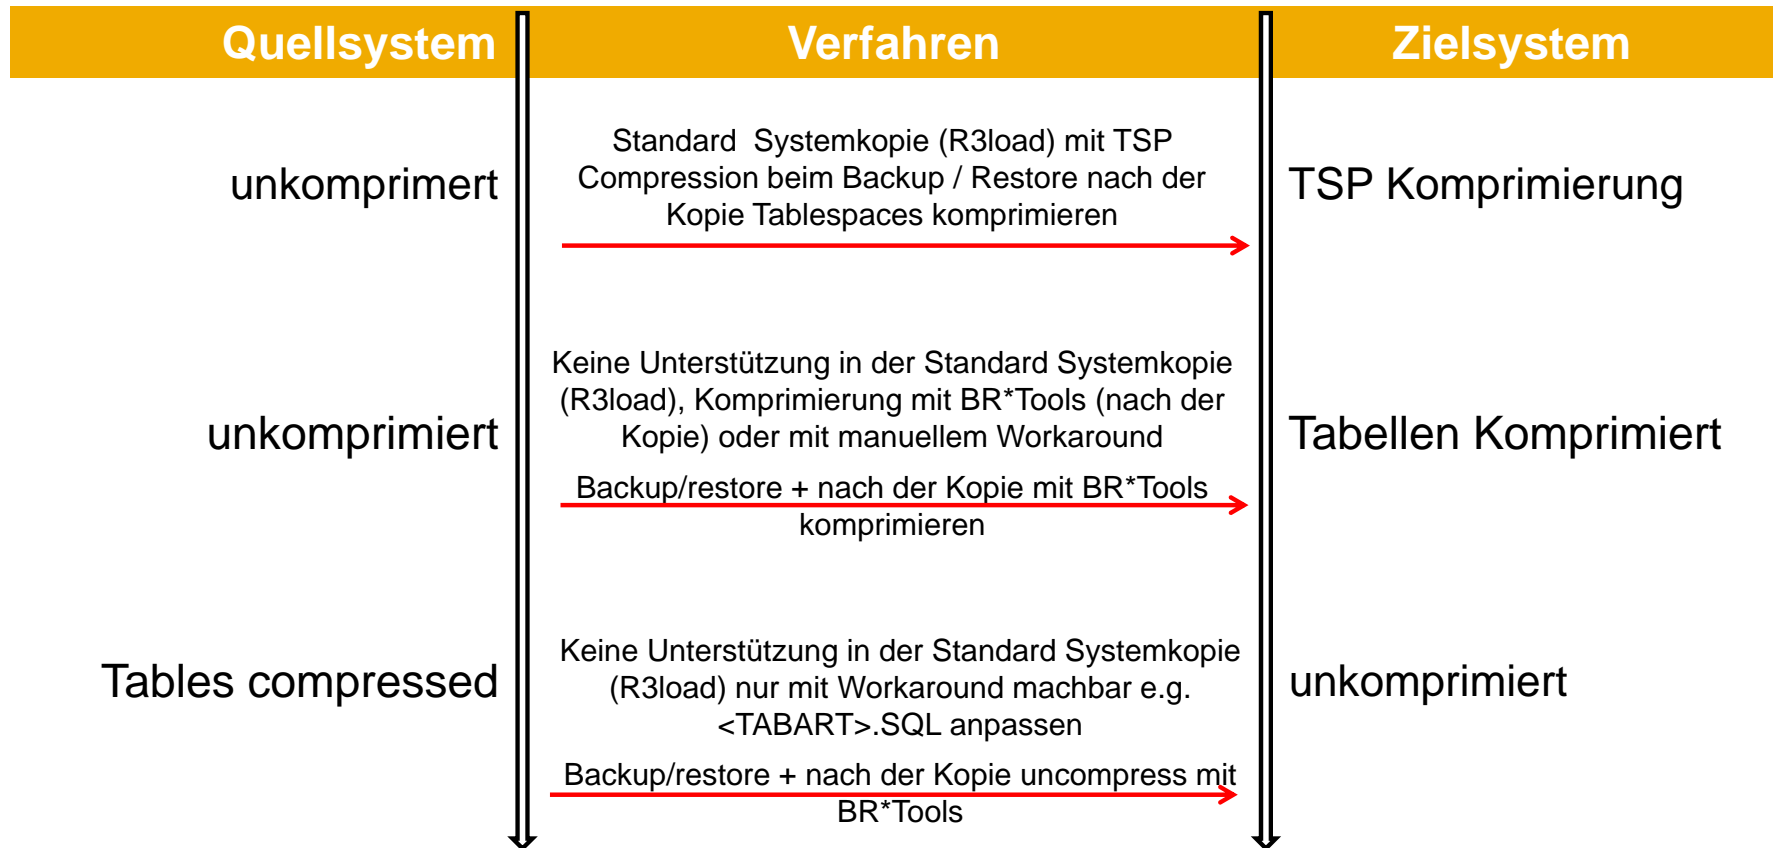 Quellsystem
Verfahren
Zielsystem
unkomprimert
Standard Systemkopie (R3load) mit TSP
Compression beim Backup / Restore nach der
Kopie Tablespaces komprimieren
TSP Komprimierung
unkomprimiert
Keine Unterstützung in der Standard Systemkopie
(R3load), Komprimierung mit BR*Tools (nach der
Kopie) oder mit manuellem Workaround
Backup/restore + nach der Kopie mit BR*Tools
komprimieren
Tabellen Komprimiert
Tables compressed
Keine Unterstützung in der Standard Systemkopie
(R3load) nur mit Workaround machbar e.g.
<TABART>.SQL anpassen
Backup/restore + nach der Kopie uncompress mit
BR*Tools
unkomprimiert